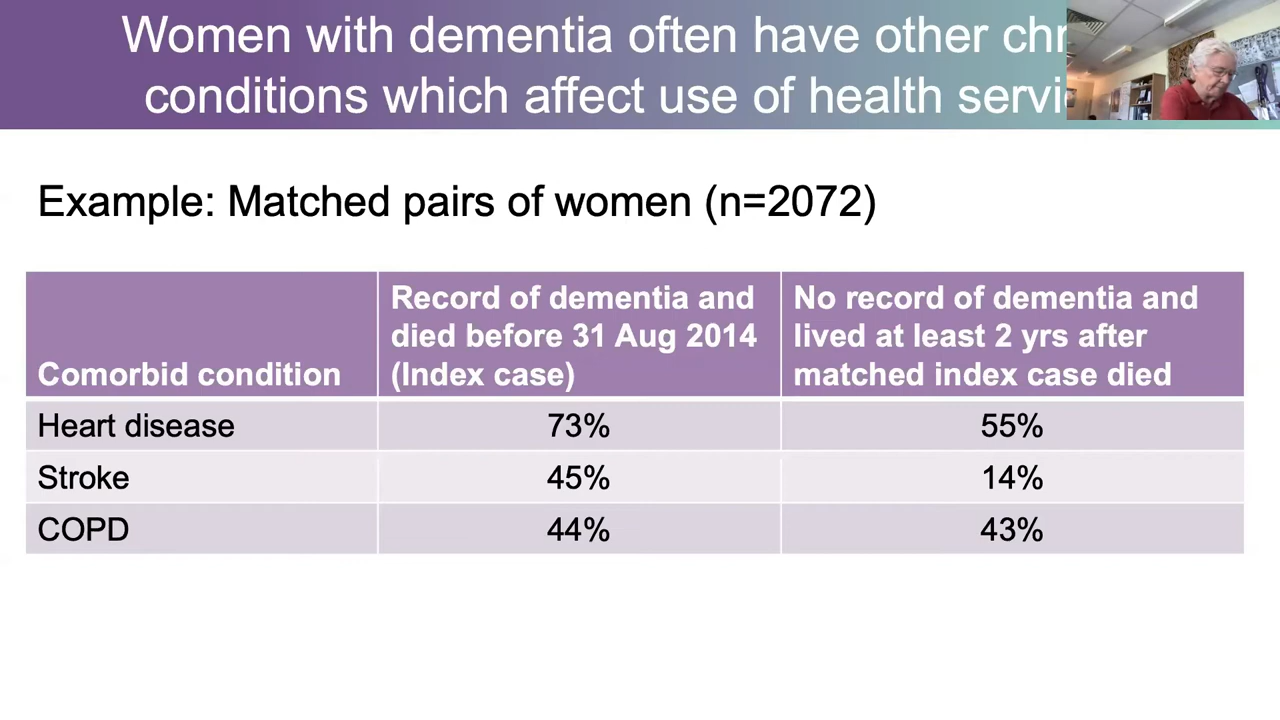 Women with dementia often have other
conditions which affect use of health
Example: Matched pairs of women (n=2072)
Comorbid condition
Record of dementia and
died before 31 Aug 2014
(Index case)
No record of dementia and
lived at least 2 yrs after
matched index case died
Heart disease 73% 55%
Stroke 45% 14%
COPD 44% 43%